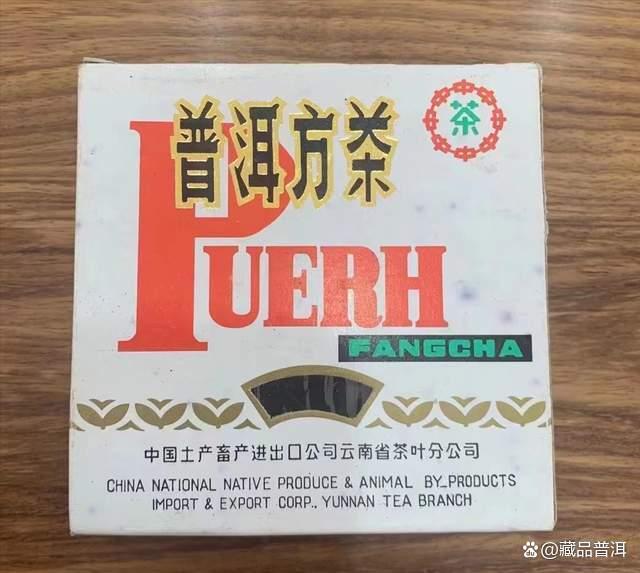 普洱方茶
茶
PUERH
FANGCHA
中国土产畜产进出口公司云南省茶叶分公司
CHINA NATIONAL NATIVE PRODUCE & ANIMAL BY-PRODUCTS
IMPORT & EXPORT CORP., YUNNAN TEA BRANCH
@藏品普洱